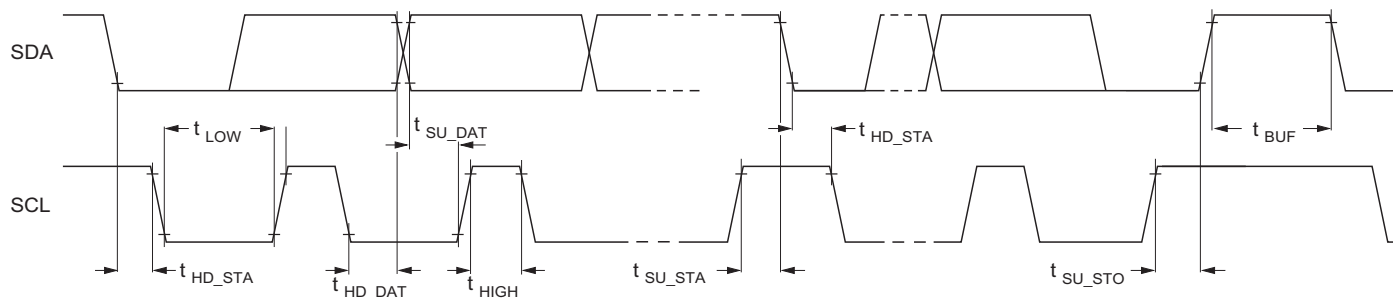 SDA
t LOW
t SU_DAT
t HD_STA
t BUF
SCL
t HD_STA
t HD_DAT
t HIGH
t SU_STA
t SU_STO